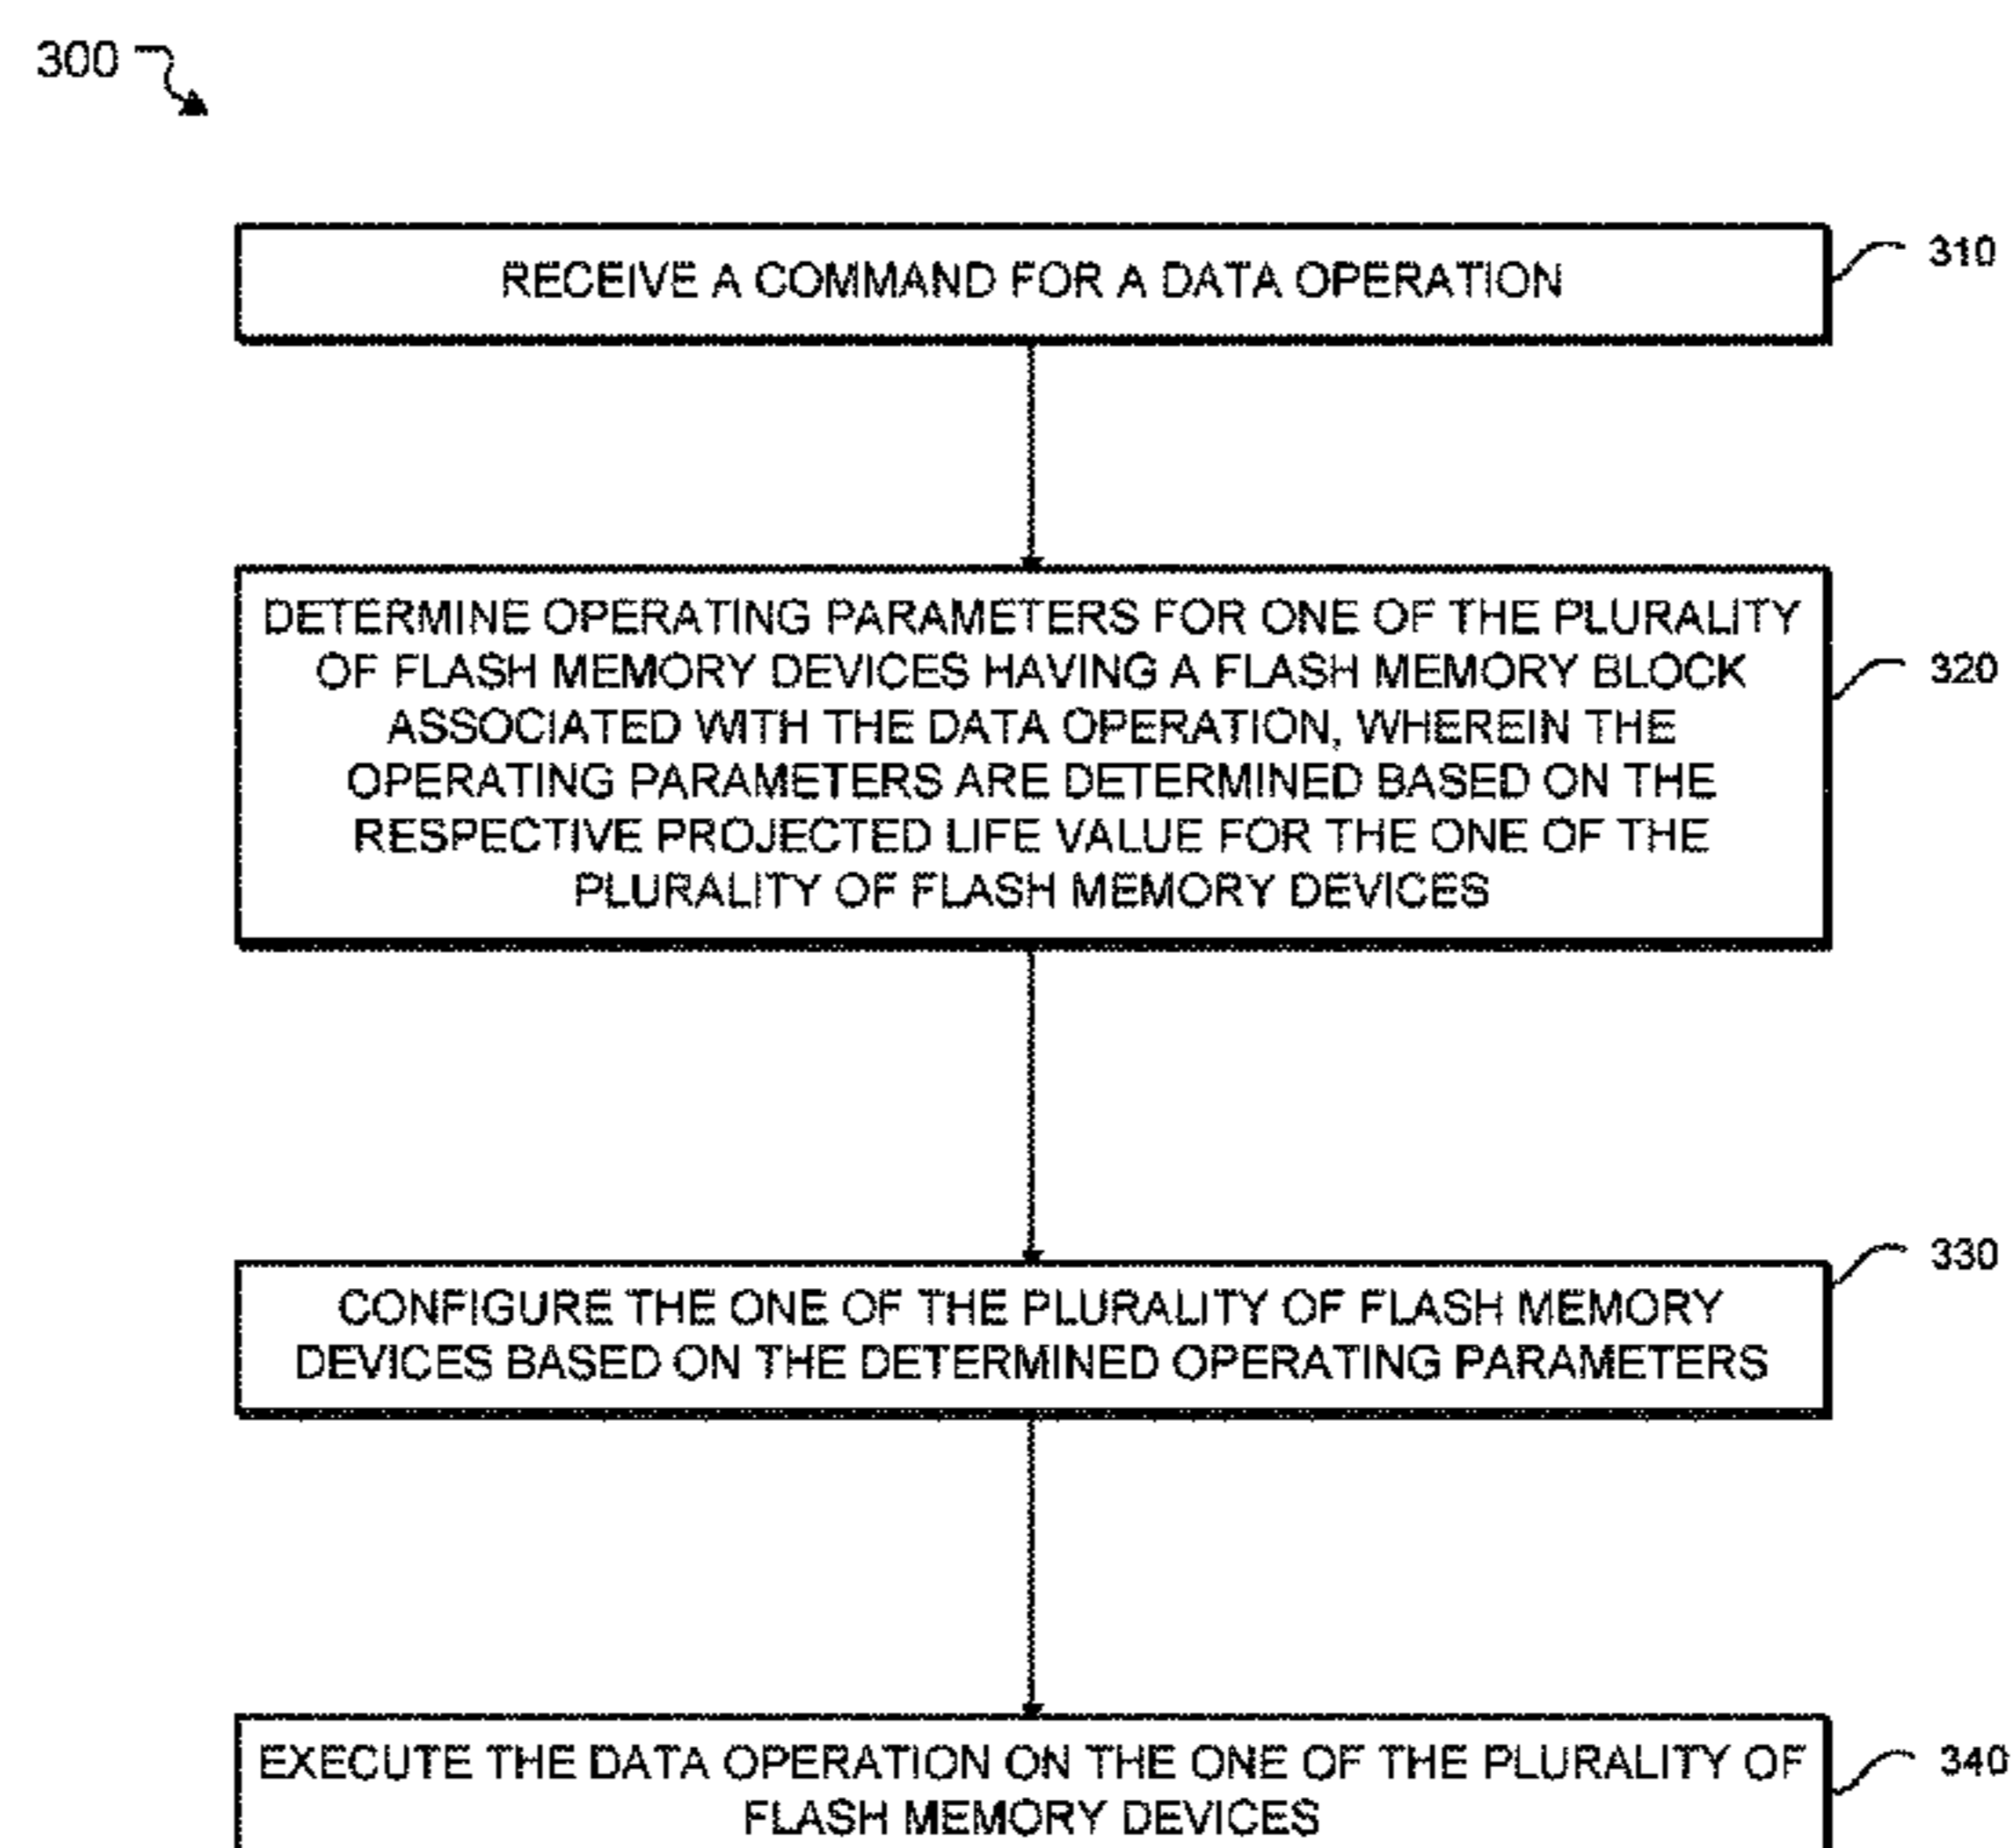 300
RECEIVE A COMMAND FOR A DATA OPERATION
310
DETERMINE OPERATING PARAMETERS FOR ONE OF THE PLURALITY
OF FLASH MEMORY DEVICES HAVING A FLASH MEMORY BLOCK
ASSOCIATED WITH THE DATA OPERATION, WHEREIN THE
OPERATING PARAMETERS ARE DETERMINED BASED ON THE
RESPECTIVE PROJECTED LIFE VALUE FOR THE ONE OF THE
PLURALITY OF FLASH MEMORY DEVICES
320
CONFIGURE THE ONE OF THE PLURALITY OF FLASH MEMORY
DEVICES BASED ON THE DETERMINED OPERATING PARAMETERS
330
EXECUTE THE DATA OPERATION ON THE ONE OF THE PLURALITY OF
FLASH MEMORY DEVICES
340